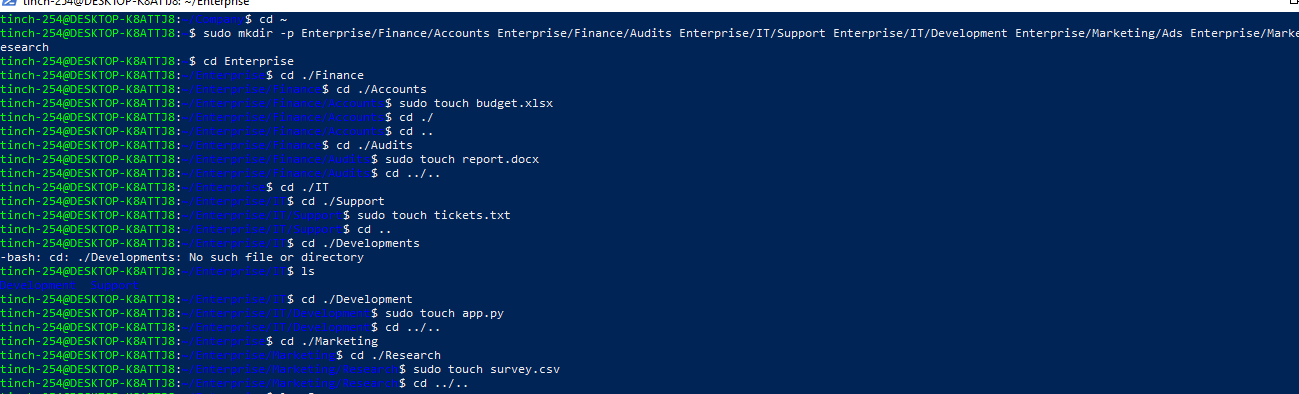 tinch-254@DESKTOP-K8ATTJ8: ~/Enterprise
tinch-254@DESKTOP-K8ATTJ8:~/Company$ cd ~
tinch-254@DESKTOP-K8ATTJ8:~$ sudo mkdir -p Enterprise/Finance/Accounts Enterprise/Finance/Audits Enterprise/IT/Support Enterprise/IT/Development Enterprise/Marketing/Ads Enterprise/Marke
esearch
tinch-254@DESKTOP-K8ATTJ8:~$ cd Enterprise
tinch-254@DESKTOP-K8ATTJ8:~/Enterprise$ cd ./Finance
tinch-254@DESKTOP-K8ATTJ8:~/Enterprise/Finance$ cd ./Accounts
tinch-254@DESKTOP-K8ATTJ8:~/Enterprise/Finance/Accounts$ sudo touch budget.xlsx
tinch-254@DESKTOP-K8ATTJ8:~/Enterprise/Finance/Accounts$ cd ./
tinch-254@DESKTOP-K8ATTJ8:~/Enterprise/Finance/Accounts$ cd ..
tinch-254@DESKTOP-K8ATTJ8:~/Enterprise/Finance$ cd ./Audits
tinch-254@DESKTOP-K8ATTJ8:~/Enterprise/Finance/Audits$ sudo touch report.docx
tinch-254@DESKTOP-K8ATTJ8:~/Enterprise/Finance/Audits$ cd ../..
tinch-254@DESKTOP-K8ATTJ8:~/Enterprise$ cd ./IT
tinch-254@DESKTOP-K8ATTJ8:~/Enterprise/IT$ cd ./Support
tinch-254@DESKTOP-K8ATTJ8:~/Enterprise/IT/Support$ sudo touch tickets.txt
tinch-254@DESKTOP-K8ATTJ8:~/Enterprise/IT/Support$ cd ..
tinch-254@DESKTOP-K8ATTJ8:~/Enterprise/IT$ cd ./Developments
-bash: cd: ./Developments: No such file or directory
tinch-254@DESKTOP-K8ATTJ8:~/Enterprise/IT$ ls
Development  Support
tinch-254@DESKTOP-K8ATTJ8:~/Enterprise/IT$ cd ./Development
tinch-254@DESKTOP-K8ATTJ8:~/Enterprise/IT/Development$ sudo touch app.py
tinch-254@DESKTOP-K8ATTJ8:~/Enterprise/IT/Development$ cd ../..
tinch-254@DESKTOP-K8ATTJ8:~/Enterprise$ cd ./Marketing
tinch-254@DESKTOP-K8ATTJ8:~/Enterprise/Marketing$ cd ./Research
tinch-254@DESKTOP-K8ATTJ8:~/Enterprise/Marketing/Research$ sudo touch survey.csv
tinch-254@DESKTOP-K8ATTJ8:~/Enterprise/Marketing/Research$ cd ../..